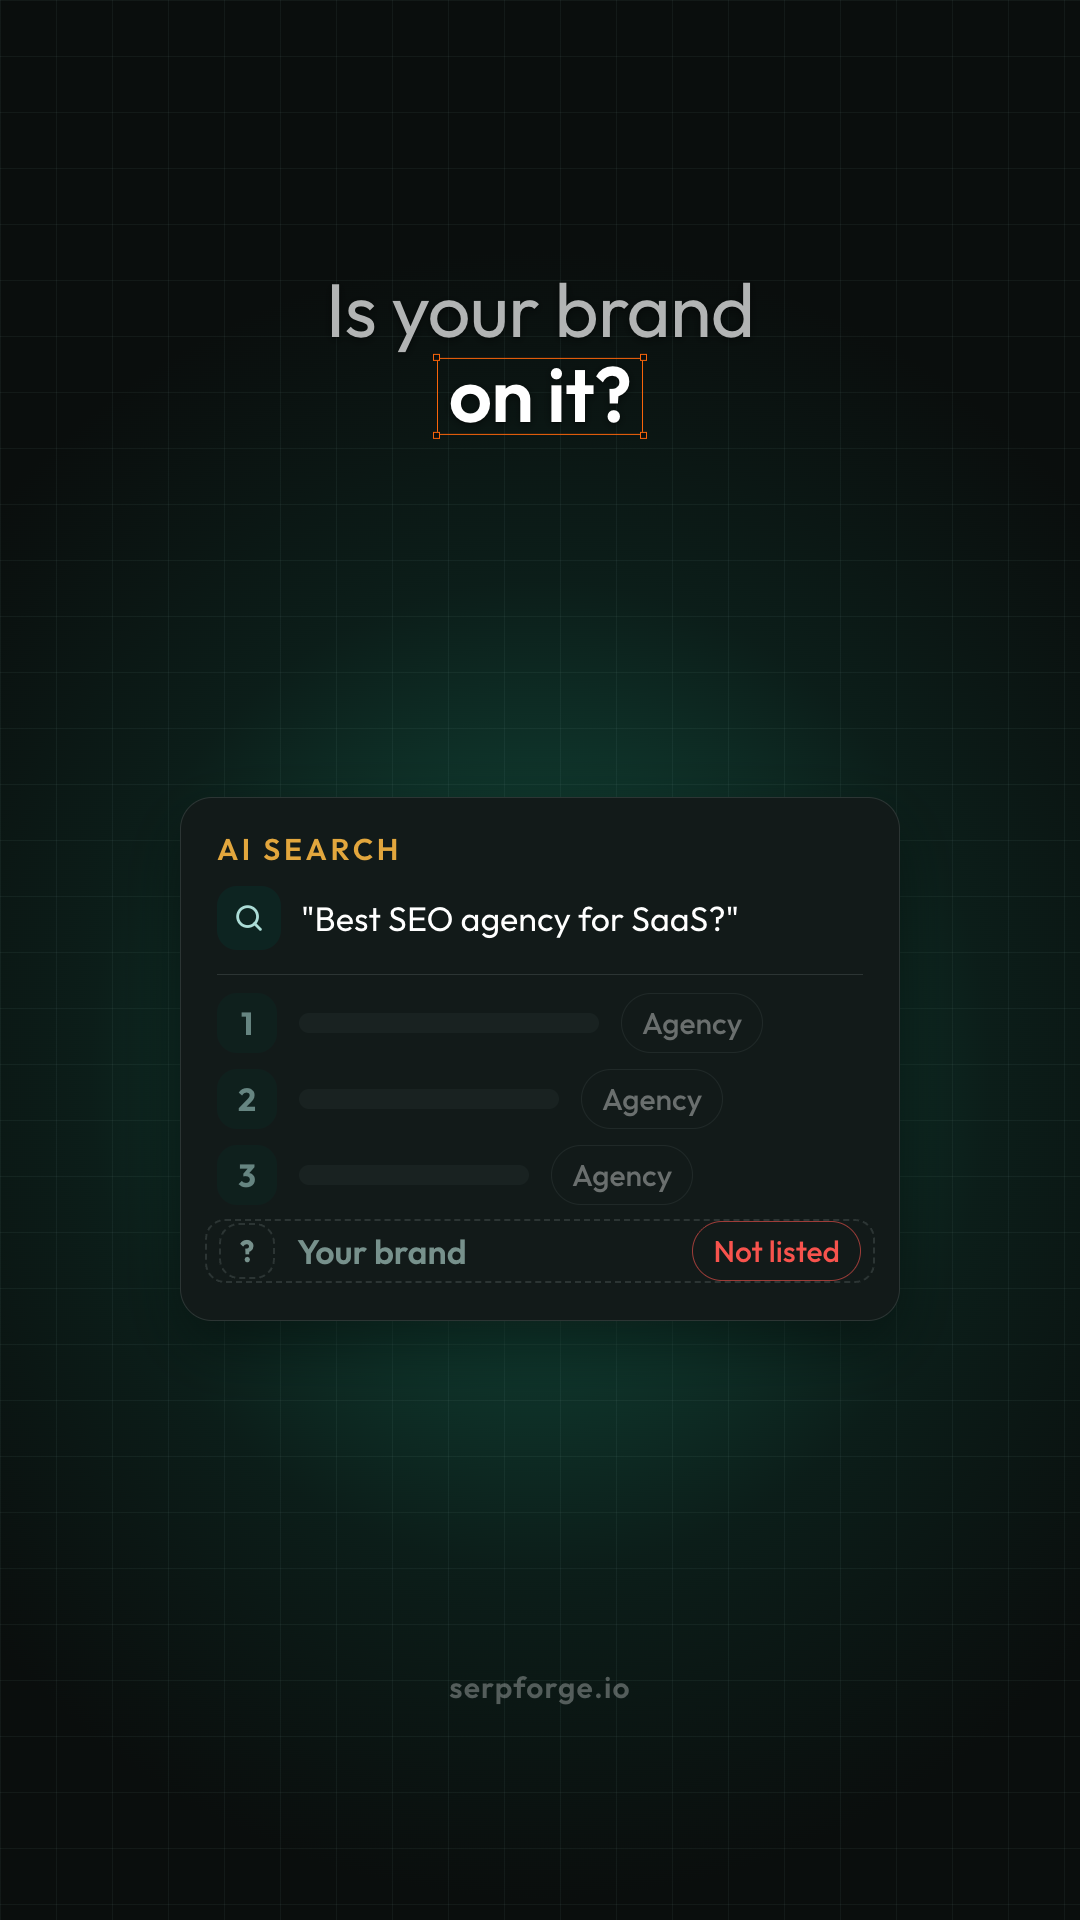 Is your brand
on it?
AI SEARCH
"Best SEO agency for SaaS?"
1 Agency
2 Agency
3 Agency
? Your brand Not listed
serpforge.io